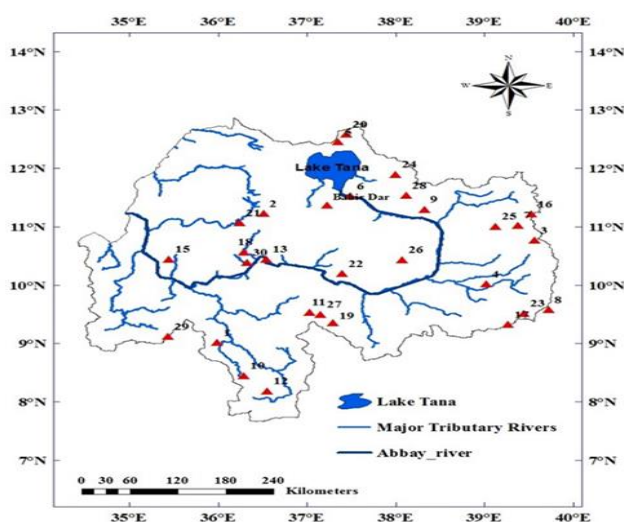 35°E 36°E 37°E 38°E 39°E 40°E
14°N 14°N
N
W E
S
13°N 13°N
20
5
12°N Lake Tana 24 12°N
6 28
2 Bahir Dar 9 16
11°N 21 25 11°N
3
18
15 30 13 26
22
10°N 4 10°N
11 27 23 8
19 17
29 1
9°N 9°N
10
12
8°N Lake Tana 8°N
Major Tributary Rivers
7°N Abbay_river 7°N
0 30 60 120 180 240
Kilometers
35°E 36°E 37°E 38°E 39°E 40°E